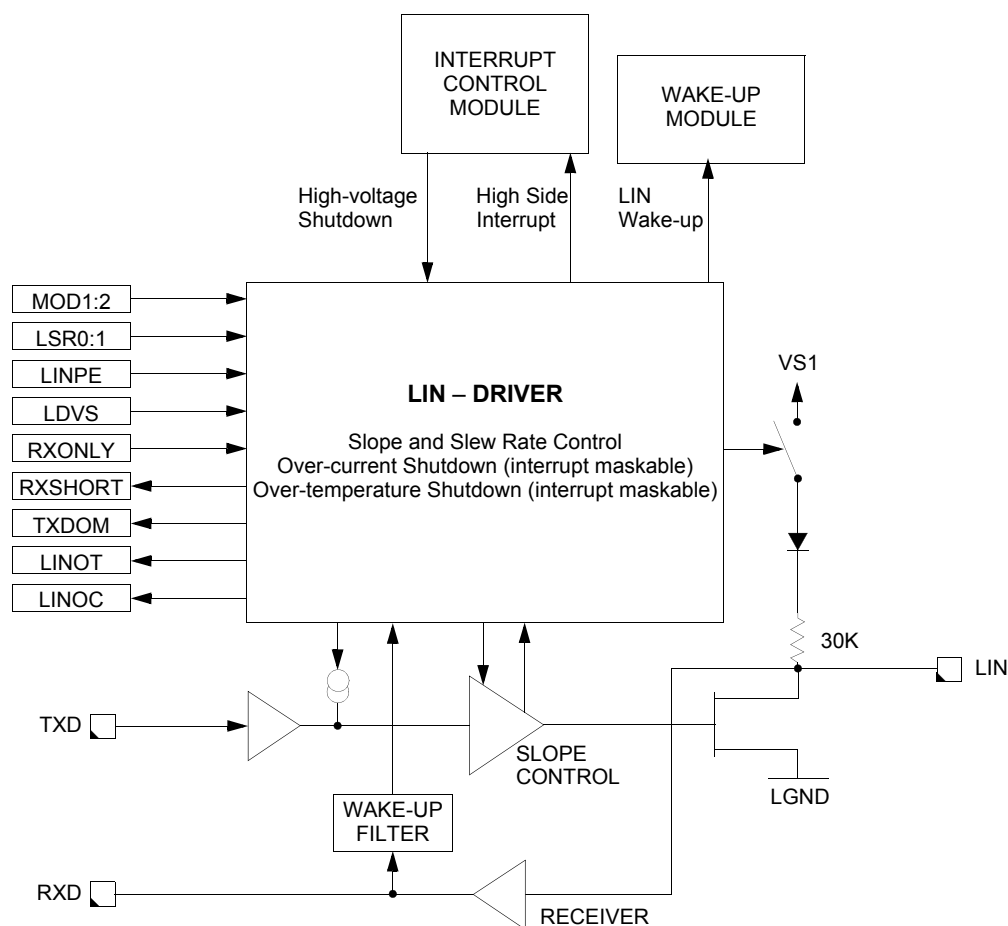 INTERRUPT
CONTROL
MODULE
WAKE-UP
MODULE
High-voltage
Shutdown
High Side
Interrupt
LIN
Wake-up
MOD1:2
LSR0:1
LINPE
LDVS
RXONLY
RXSHORT
TXDOM
LINOT
LINOC
LIN – DRIVER
Slope and Slew Rate Control
Over-current Shutdown (interrupt maskable)
Over-temperature Shutdown (interrupt maskable)
VS1
30K
LIN
TXD
SLOPE
CONTROL
LGND
WAKE-UP
FILTER
RXD
RECEIVER